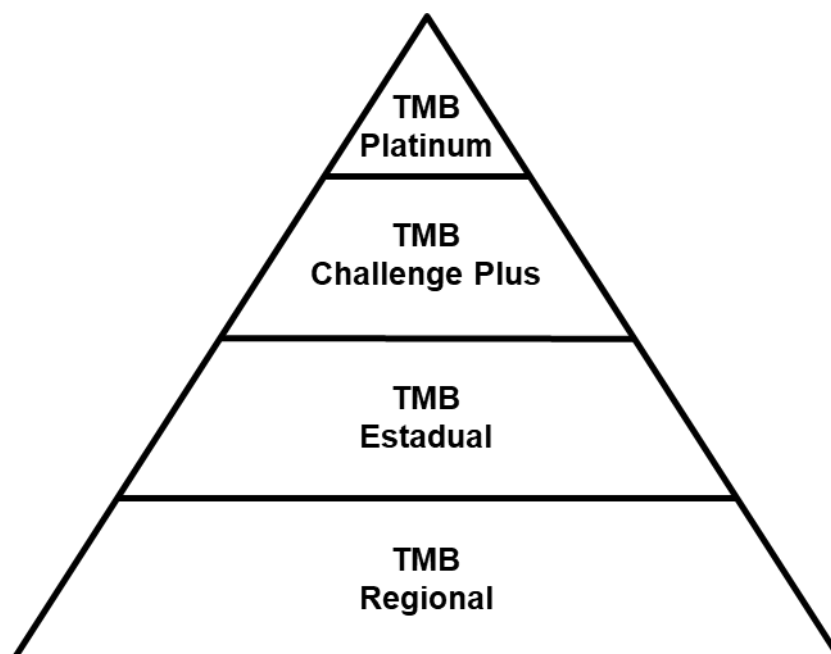 TMB
Platinum
TMB
Challenge Plus
TMB
Estadual
TMB
Regional